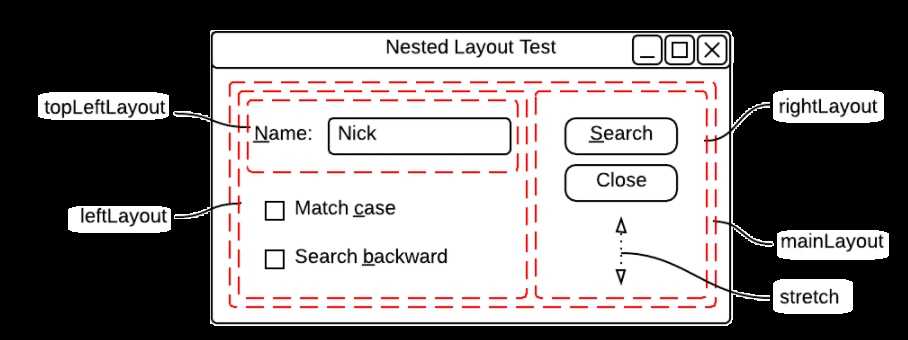 Nested Layout Test
topLeftLayout
rightLayout
Name:
Nick
Search
Close
leftLayout
Match case
Search backward
mainLayout
stretch